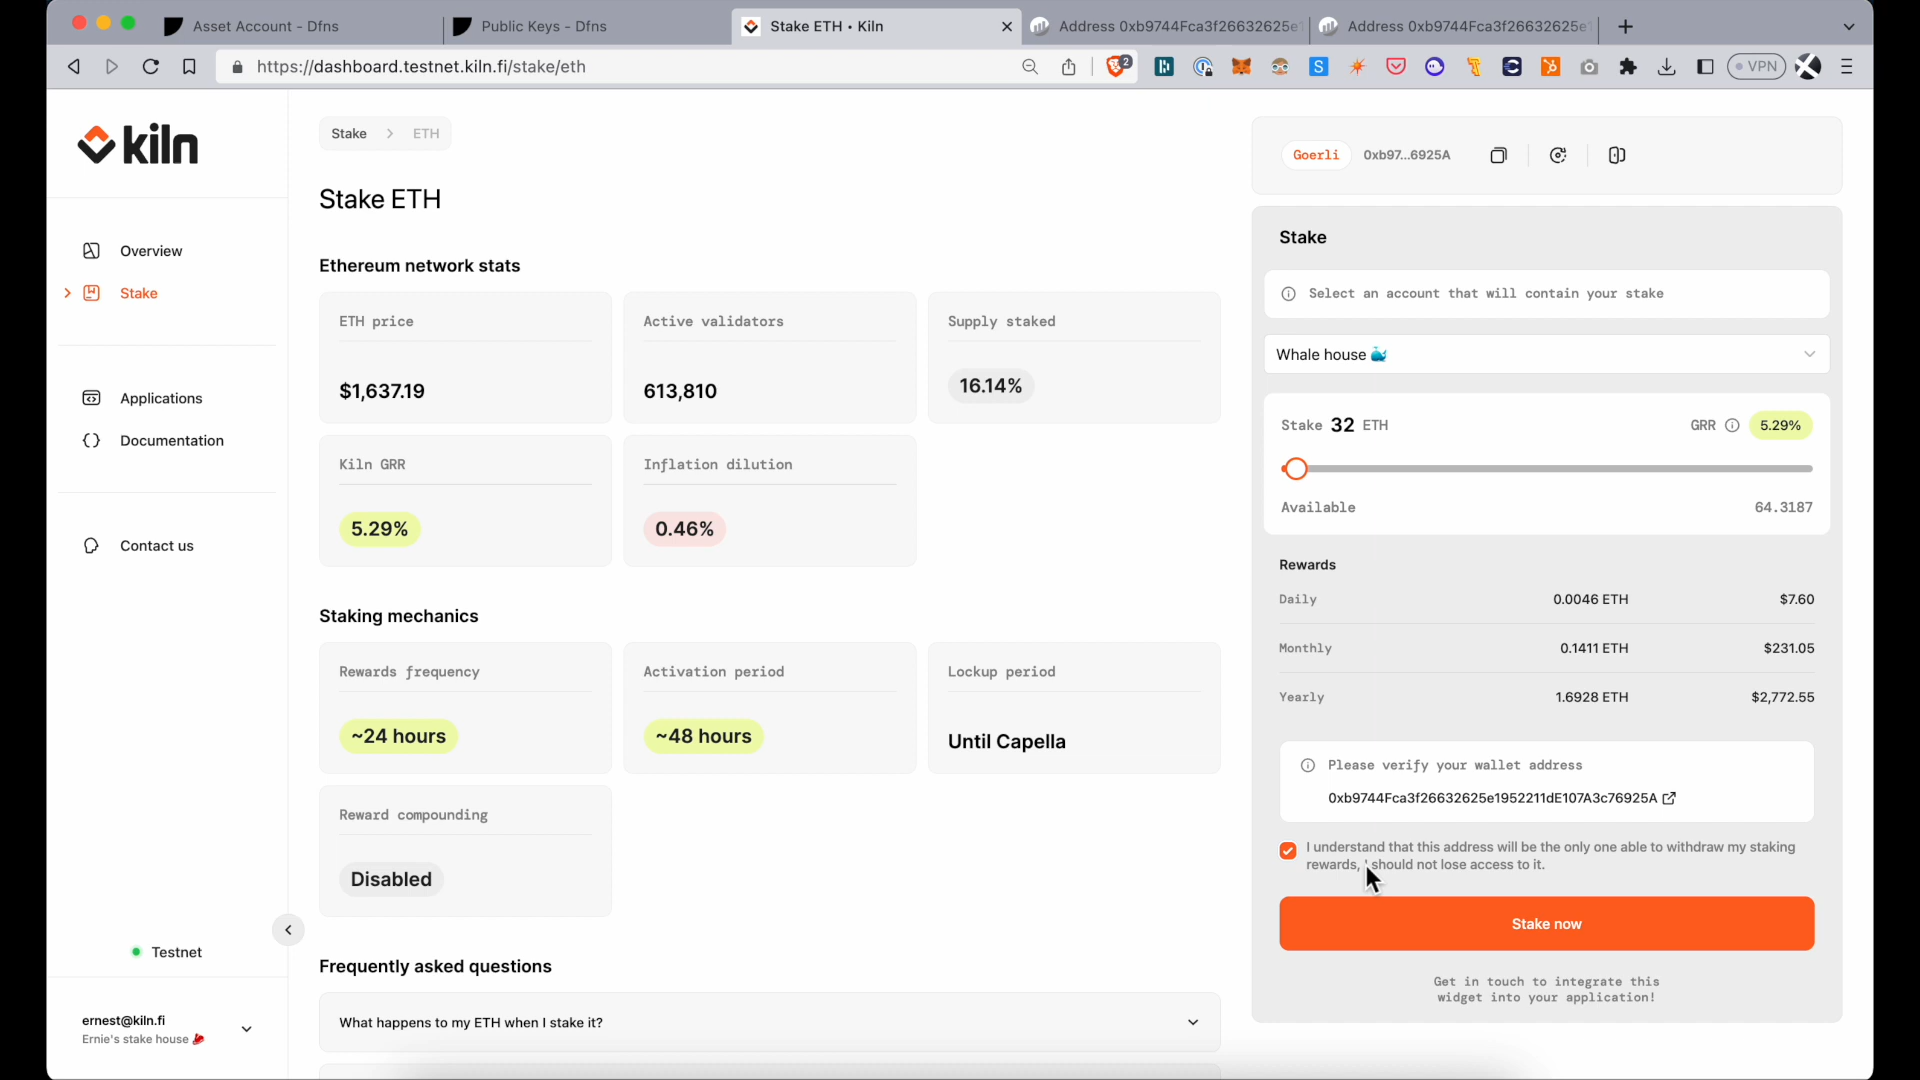 Asset Account - Dfns
Public Keys - Dfns
Stake ETH • Kiln
Address 0xb9744Fca3f26632625e1
Address 0xb9744Fca3f26632625e1
https://dashboard.testnet.kiln.fi/stake/eth
2
VPN
kiln
Stake > ETH
Goerli 0xb97...6925A
Stake ETH
Overview
Stake
Applications
Documentation
Contact us
Testnet
ernest@kiln.fi
Ernie's stake house
Ethereum network stats
ETH price
$1,637.19
Active validators
613,810
Supply staked
16.14%
Kiln GRR
5.29%
Inflation dilution
0.46%
Staking mechanics
Rewards frequency
~24 hours
Activation period
~48 hours
Lockup period
Until Capella
Reward compounding
Disabled
Frequently asked questions
What happens to my ETH when I stake it?
Stake
Select an account that will contain your stake
Whale house 🐳
Stake 32 ETH
GRR 5.29%
Available 64.3187
Rewards
Daily 0.0046 ETH $7.60
Monthly 0.1411 ETH $231.05
Yearly 1.6928 ETH $2,772.55
Please verify your wallet address
0xb9744Fca3f26632625e1952211dE107A3c76925A
I understand that this address will be the only one able to withdraw my staking
rewards, I should not lose access to it.
Stake now
Get in touch to integrate this
widget into your application!